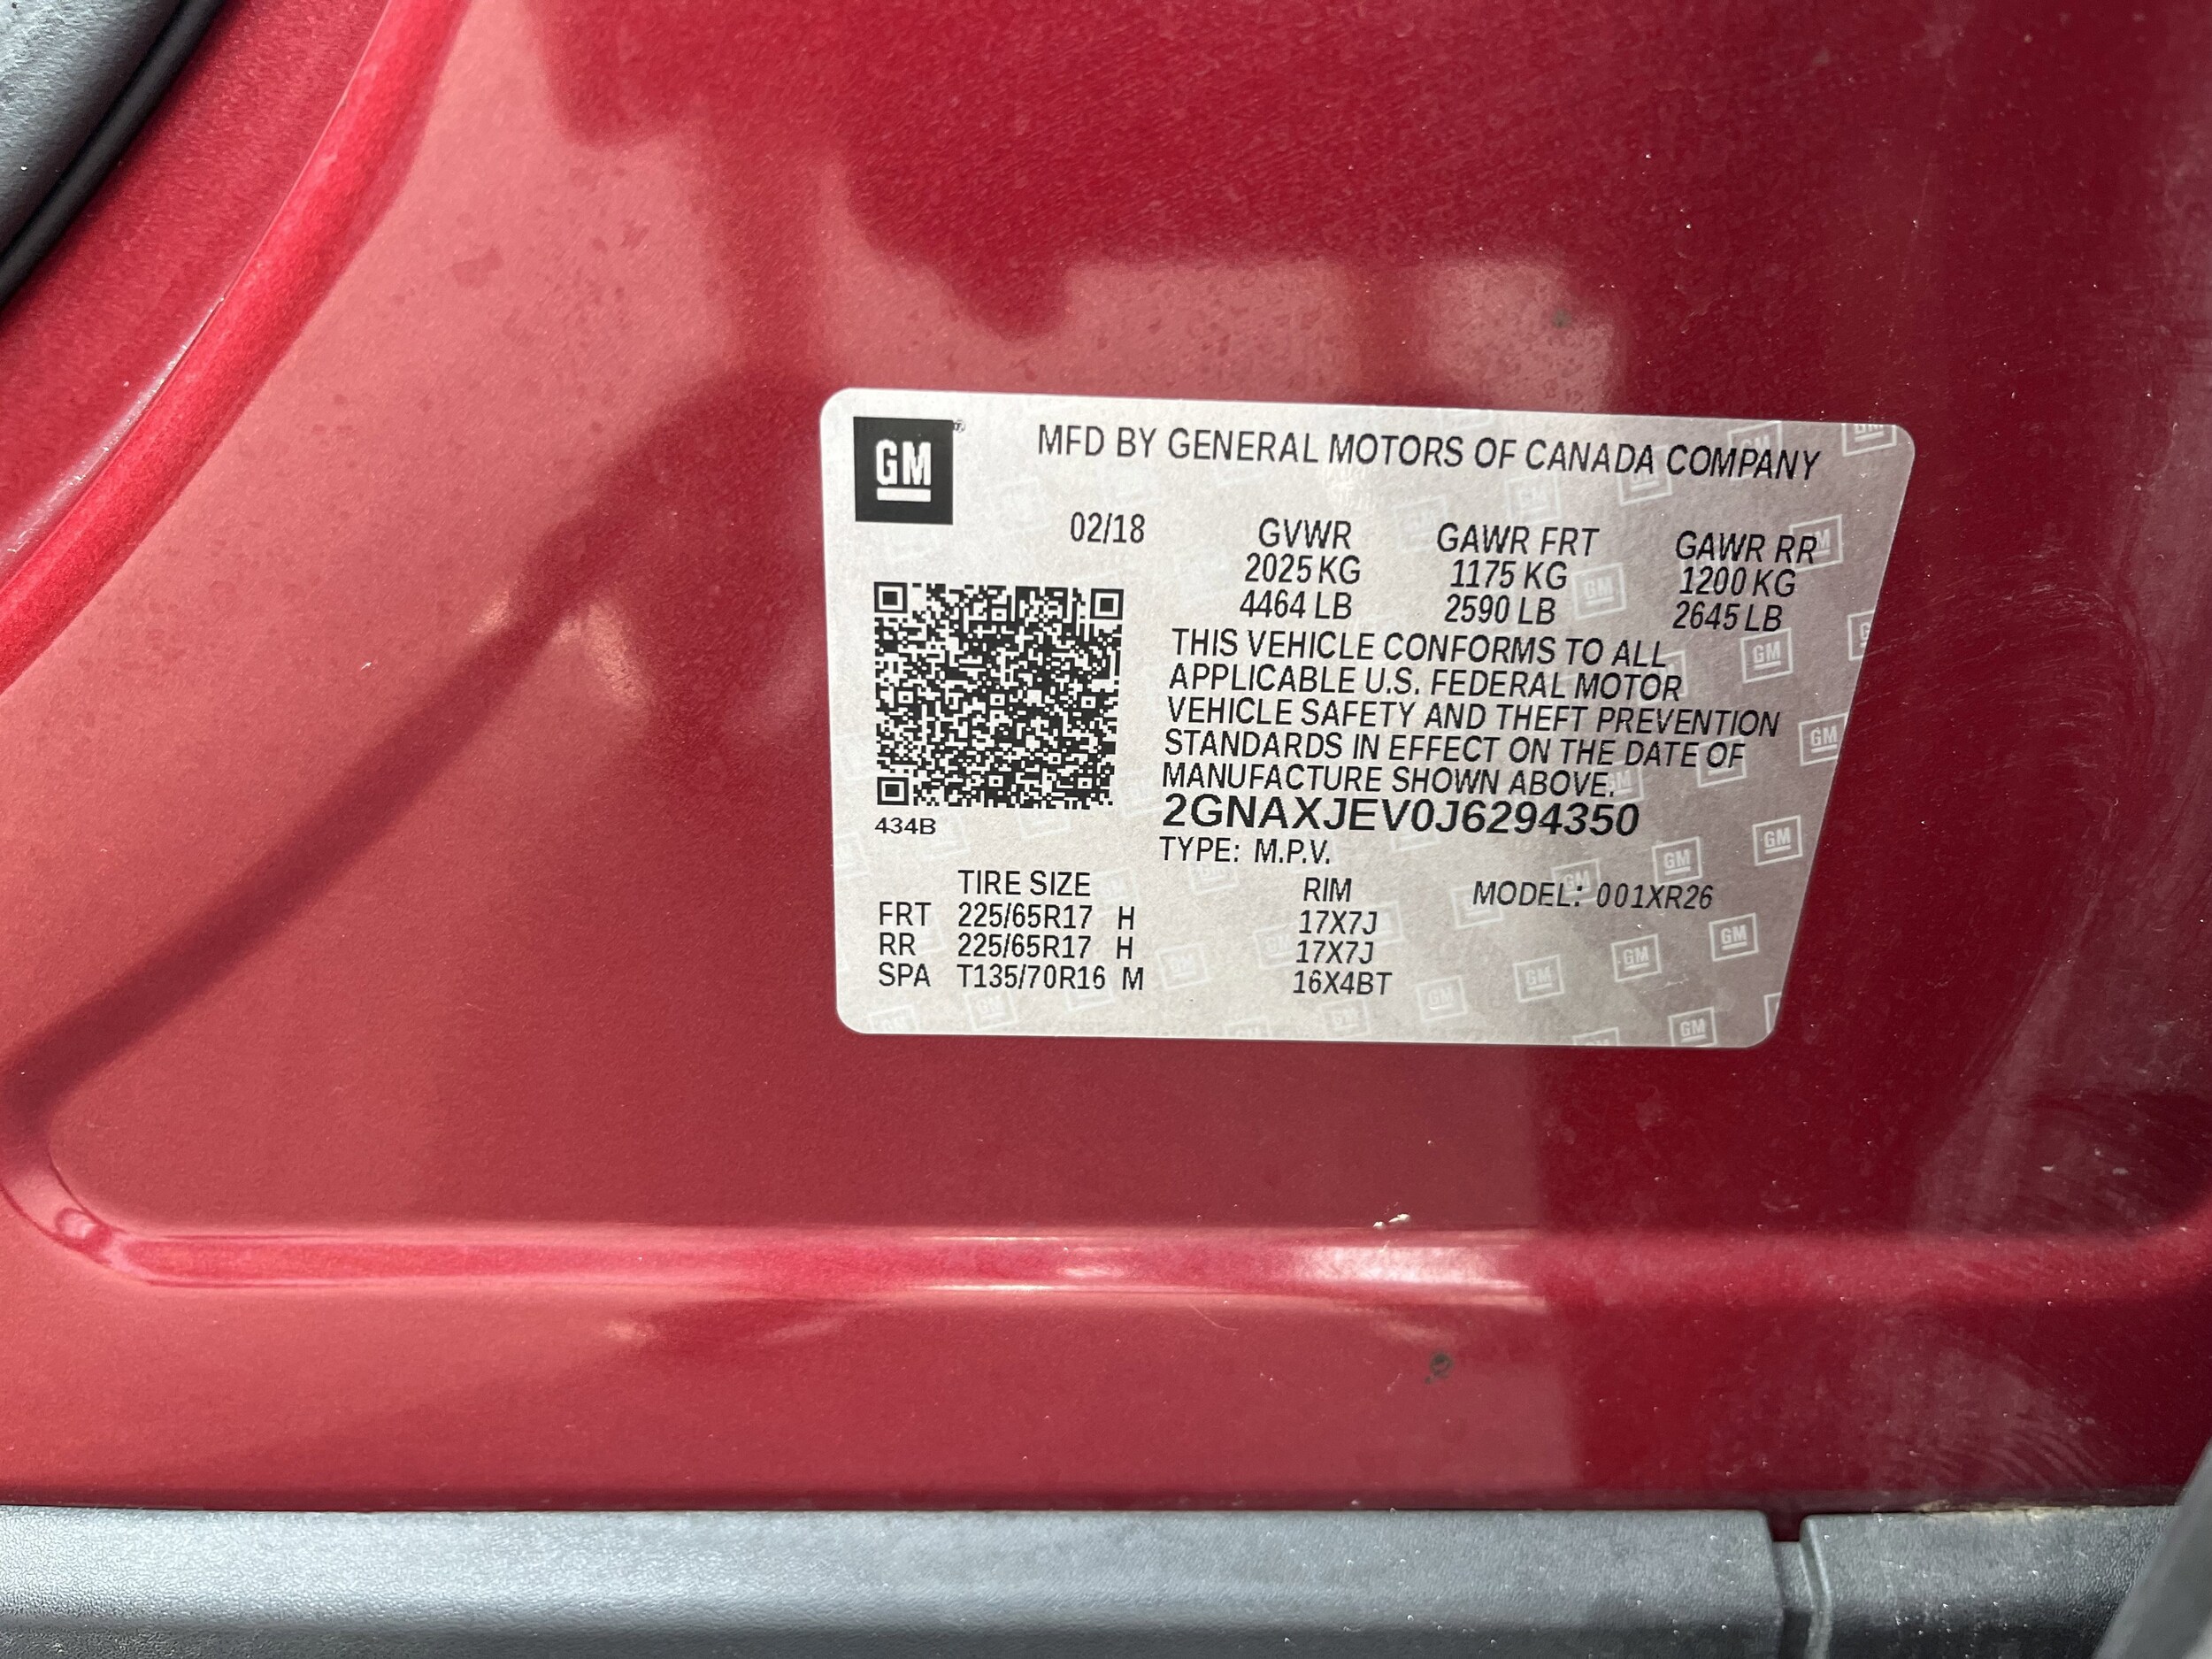 GM®
MFD BY GENERAL MOTORS OF CANADA COMPANY
02/18 GVWR GAWR FRT GAWR RR
2025 KG 1175 KG 1200 KG
4464 LB 2590 LB 2645 LB
THIS VEHICLE CONFORMS TO ALL
APPLICABLE U.S. FEDERAL MOTOR
VEHICLE SAFETY AND THEFT PREVENTION
STANDARDS IN EFFECT ON THE DATE OF
MANUFACTURE SHOWN ABOVE.
2GNAXJEV0J6294350
434B
TYPE: M.P.V.
TIRE SIZE RIM MODEL: 001XR26
FRT 225/65R17 H 17X7J
RR 225/65R17 H 17X7J
SPA T135/70R16 M 16X4BT